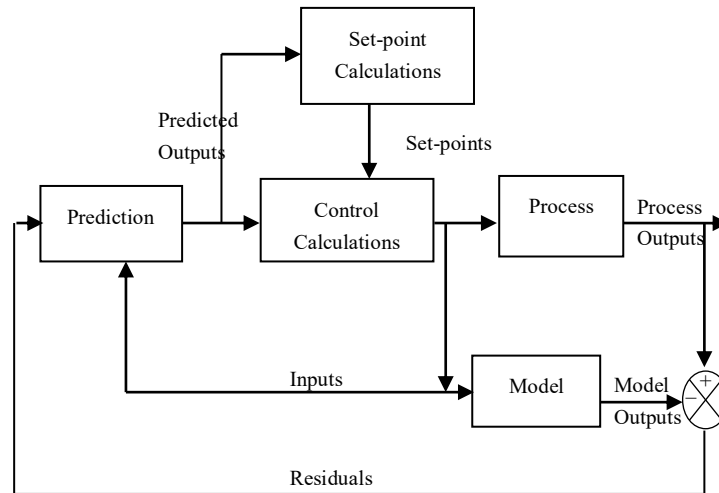 Set-point
Calculations
Predicted
Outputs
Set-points
Prediction
Control
Calculations
Process
Process
Outputs
Inputs
Model
Model
Outputs
+
−
Residuals